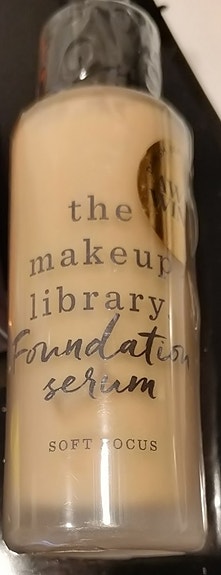 the
makeup
library.
Foundation
serum
SOFT FOCUS